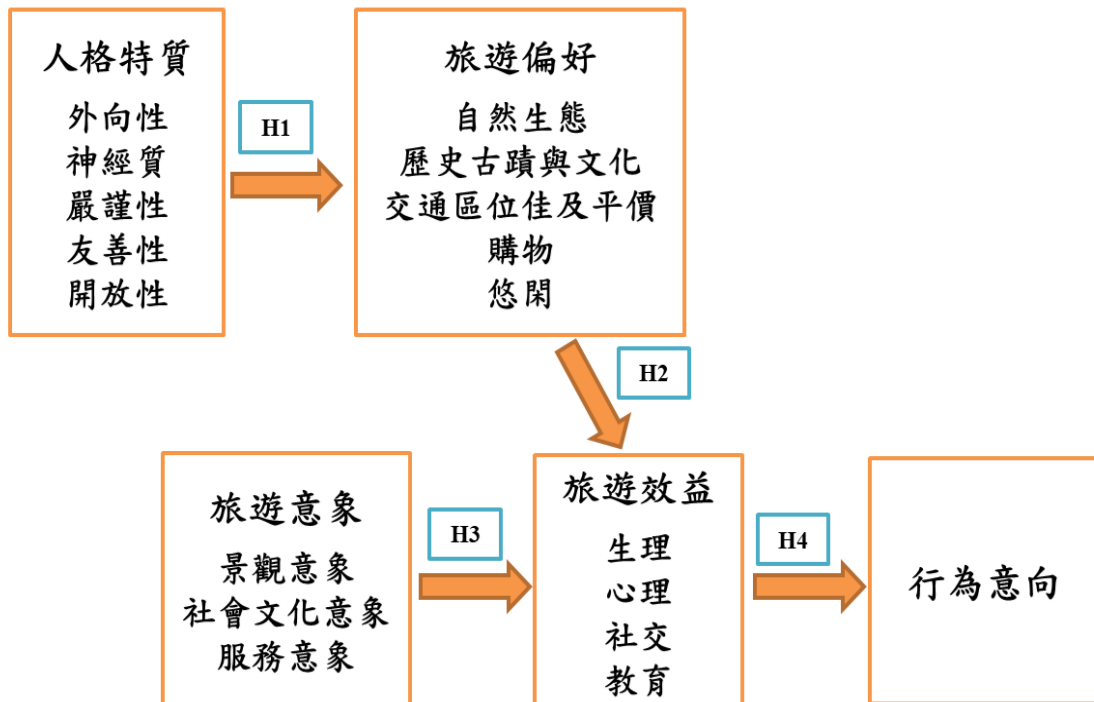 人格特質
外向性
神經質
嚴謹性
友善性
開放性
H1
旅遊偏好
自然生態
歷史古蹟與文化
交通區位佳及平價
購物
悠閑
H2
旅遊意象
景觀意象
社會文化意象
服務意象
H3
旅遊效益
生理
心理
社交
教育
H4
行為意向